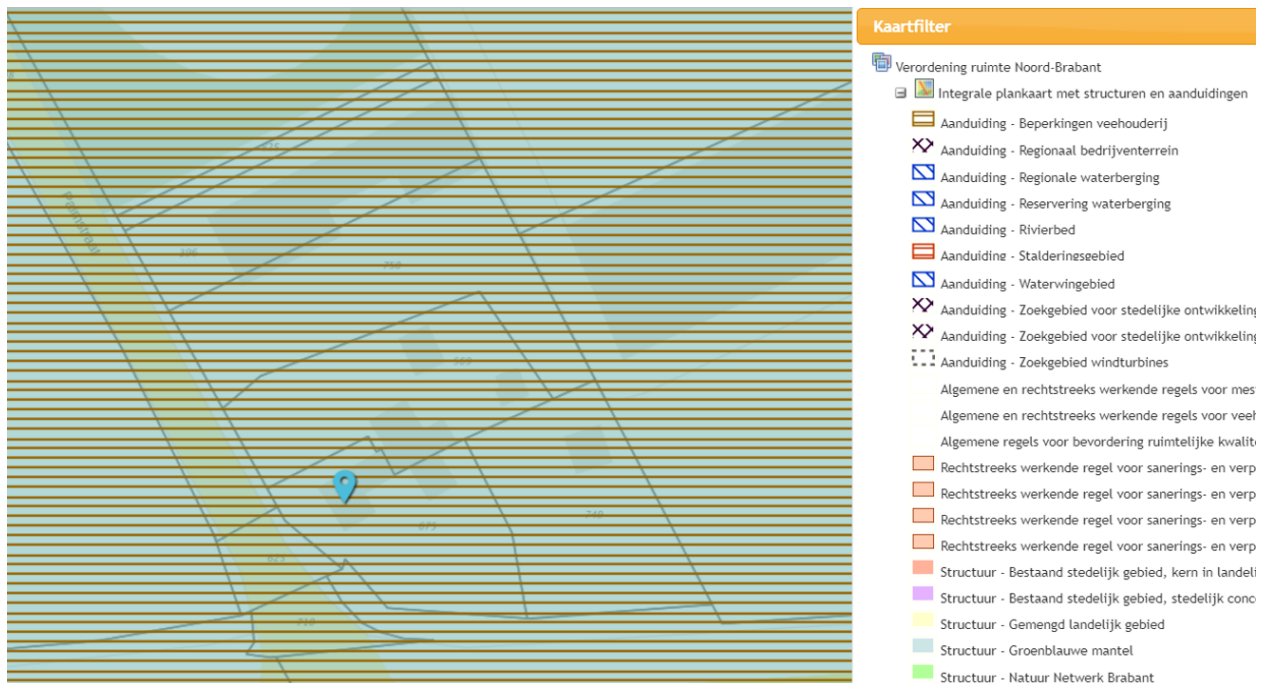 Kaartfilter
Verordening ruimte Noord-Brabant
Integrale plankaart met structuren en aanduidingen
Aanduiding - Beperkingen veehouderij
Aanduiding - Regionaal bedrijventerrein
Aanduiding - Regionale waterberging
Aanduiding - Reservering waterberging
Aanduiding - Rivierbed
Aanduiding - Stalderingsgebied
Aanduiding - Waterwingebied
Aanduiding - Zoekgebied voor stedelijke ontwikkeling
Aanduiding - Zoekgebied voor stedelijke ontwikkeling
Aanduiding - Zoekgebied windturbines
Algemene en rechtstreeks werkende regels voor mes
Algemene en rechtstreeks werkende regels voor veeh
Algemene regels voor bevordering ruimtelijke kwalite
Rechtstreeks werkende regel voor sanerings- en verp
Rechtstreeks werkende regel voor sanerings- en verp
Rechtstreeks werkende regel voor sanerings- en verp
Rechtstreeks werkende regel voor sanerings- en verp
Structuur - Bestaand stedelijk gebied, kern in landeli
Structuur - Bestaand stedelijk gebied, stedelijk conc
Structuur - Gemengd landelijk gebied
Structuur - Groenblauwe mantel
Structuur - Natuur Netwerk Brabant
306
740
710